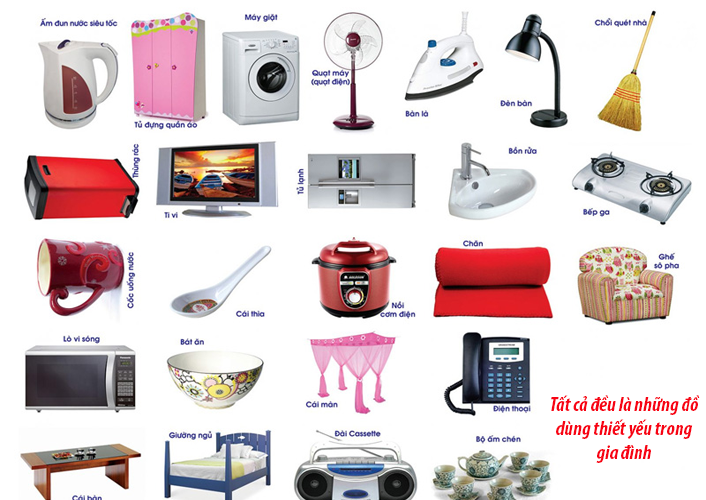 Ấm đun nước siêu tốc
Máy giặt
Chổi quét nhà
Tủ đựng quần áo
Quạt máy
(quạt điện)
Bàn là
Đèn bàn
Thùng rác
Ti vi
Tủ lạnh
Bồn rửa
Bếp ga
Cốc uống nước
Cái thìa
Nồi
cơm điện
Chăn
Ghế
sô pha
Lò vi sóng
Bát ăn
Cái màn
Điện thoại
Tất cả đều là những đồ
dùng thiết yếu trong
gia đình
Cái bàn
Giường ngủ
Đài Cassette
Bộ ấm chén